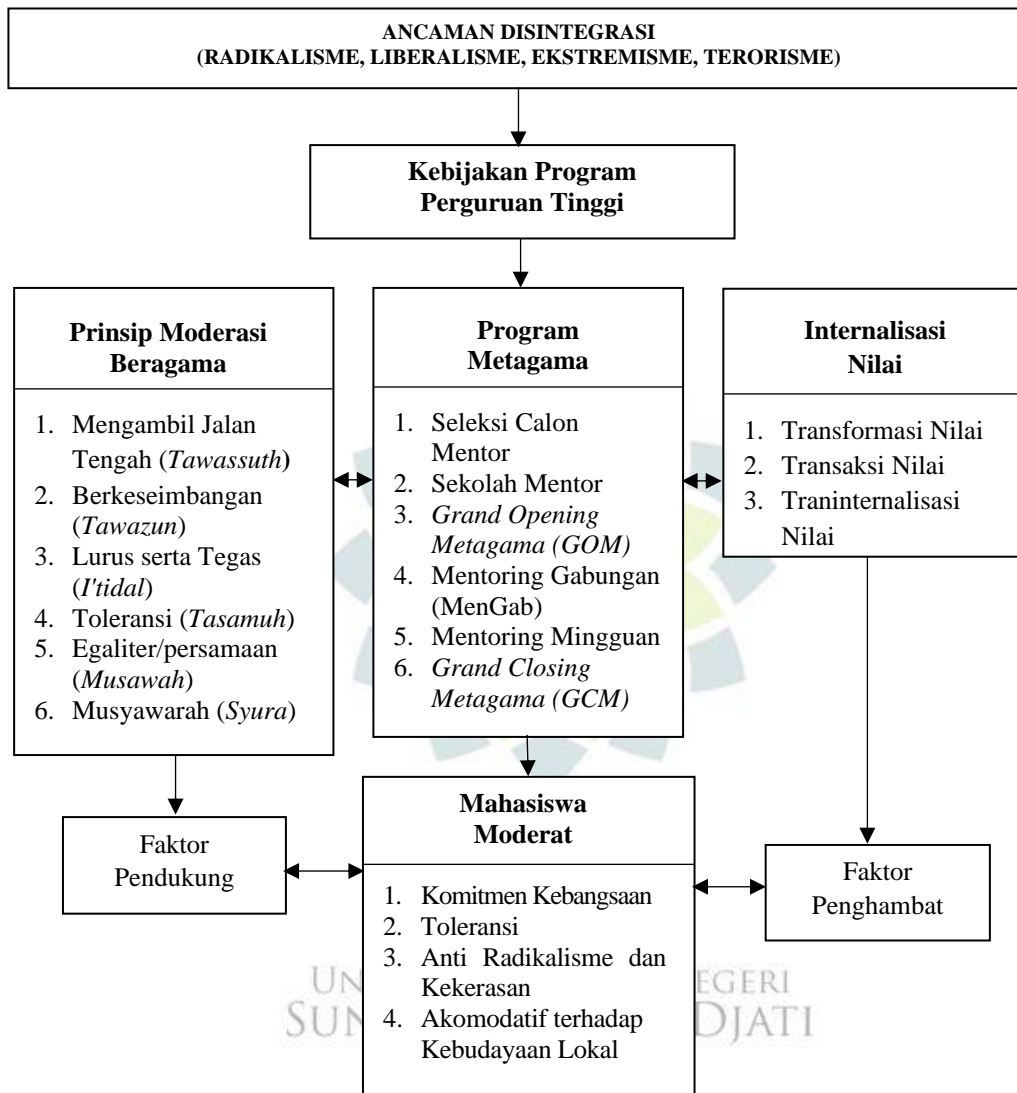 ANCAMAN DISINTEGRASI
(RADIKALISME, LIBERALISME, EKSTREMISME, TERORISME)
Kebijakan Program
Perguruan Tinggi
Prinsip Moderasi
Beragama
1. Mengambil Jalan
Tengah (Tawassuth)
2. Berkeseimbangan
(Tawazun)
3. Lurus serta Tegas
(I'tidal)
4. Toleransi (Tasamuh)
5. Egaliter/persamaan
(Musawah)
6. Musyawarah (Syura)
Program
Metagama
1. Seleksi Calon
Mentor
2. Sekolah Mentor
3. Grand Opening
Metagama (GOM)
4. Mentoring Gabungan
(MenGab)
5. Mentoring Mingguan
6. Grand Closing
Metagama (GCM)
Internalisasi
Nilai
1. Transformasi Nilai
2. Transaksi Nilai
3. Traninternalisasi
Nilai
Faktor
Pendukung
Mahasiswa
Moderat
1. Komitmen Kebangsaan
2. Toleransi
3. Anti Radikalisme dan
Kekerasan
4. Akomodatif terhadap
Kebudayaan Lokal
Faktor
Penghambat
UN EGERI
SUN DJATI